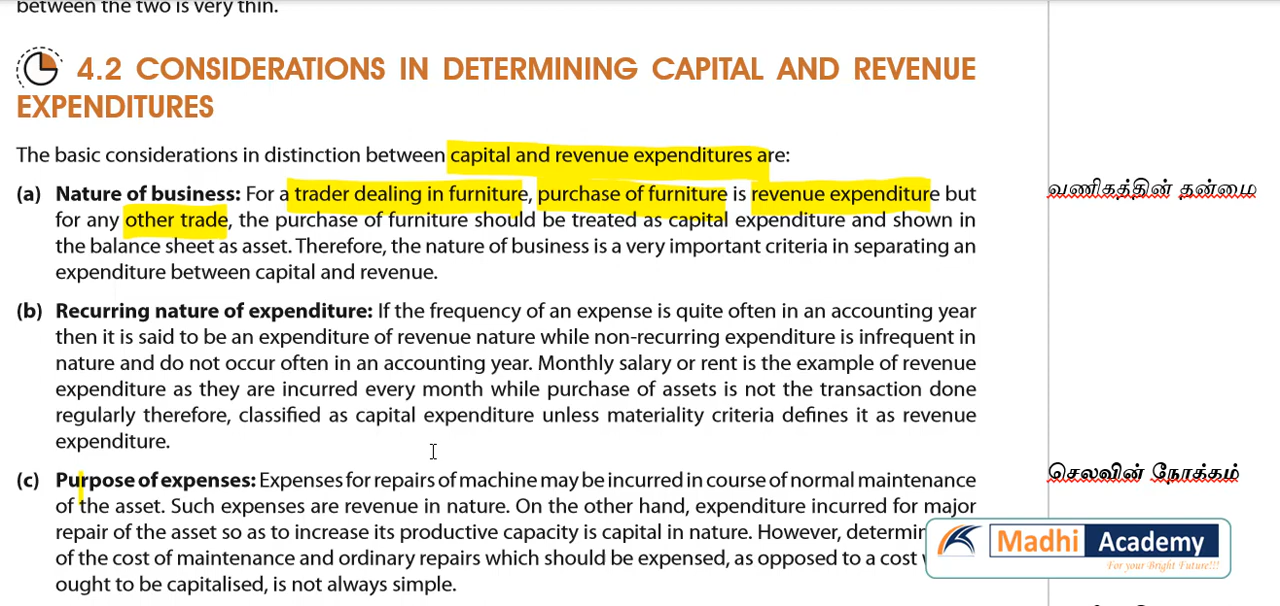 between the two is very thin.
4.2 CONSIDERATIONS IN DETERMINING CAPITAL AND REVENUE
EXPENDITURES
The basic considerations in distinction between capital and revenue expenditures are:
(a) Nature of business: For a trader dealing in furniture, purchase of furniture is revenue expenditure but
வணிகத்தின் தன்மை
for any other trade, the purchase of furniture should be treated as capital expenditure and shown in
the balance sheet as asset. Therefore, the nature of business is a very important criteria in separating an
expenditure between capital and revenue.
(b) Recurring nature of expenditure: If the frequency of an expense is quite often in an accounting year
then it is said to be an expenditure of revenue nature while non-recurring expenditure is infrequent in
nature and do not occur often in an accounting year. Monthly salary or rent is the example of revenue
expenditure as they are incurred every month while purchase of assets is not the transaction done
regularly therefore, classified as capital expenditure unless materiality criteria defines it as revenue
expenditure.
(c) Purpose of expenses: Expenses for repairs of machine may be incurred in course of normal maintenance
செலவின் நோக்கம்
of the asset. Such expenses are revenue in nature. On the other hand, expenditure incurred for major
repair of the asset so as to increase its productive capacity is capital in nature. However,
of the cost of maintenance and ordinary repairs which should be expensed, as opposed to a cost
ought to be capitalised, is not always simple.
Madhi Academy
For your Bright Future!!!